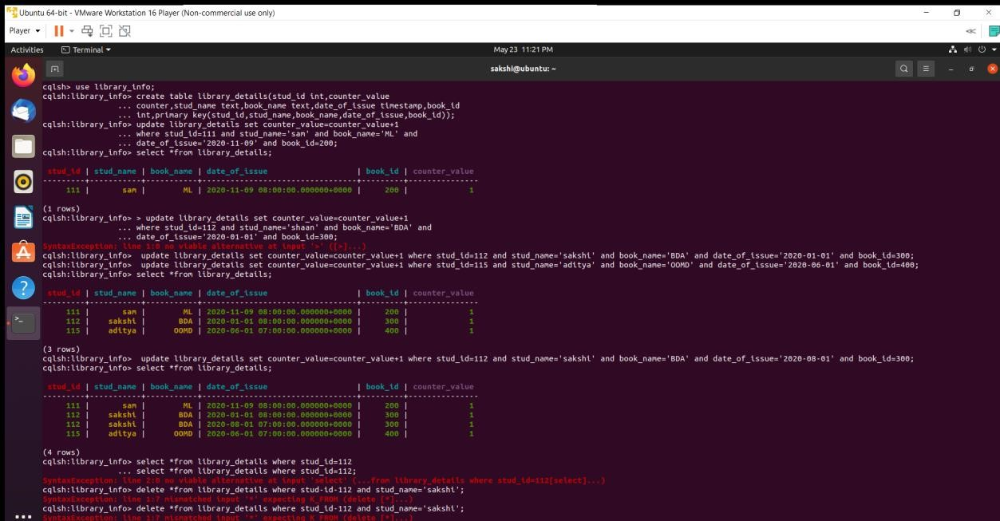 Ubuntu 64-bit - VMware Workstation 16 Player (Non-commercial use only)
Player
Activities Terminal May 23 11:21 PM
sakshi@ubuntu: ~
cqlsh> use library_info;
cqlsh:library_info> create table library_details(stud_id int,counter_value
... counter,stud_name text,book_name text,date_of_issue timestamp,book_id
... int,primary key(stud_id,stud_name,book_name,date_of_issue,book_id));
cqlsh:library_info> update library_details set counter_value=counter_value+1
... where stud_id=111 and stud_name='sam' and book_name='ML' and
... date_of_issue='2020-11-09' and book_id=200;
cqlsh:library_info> select *from library_details;
stud_id | stud_name | book_name | date_of_issue | book_id | counter_value
---------+-----------+-----------+---------------------------------+---------+---------------
111 | sam | ML | 2020-11-09 08:00:00.000000+0000 | 200 | 1
(1 rows)
cqlsh:library_info> > update library_details set counter_value=counter_value+1
... where stud_id=112 and stud_name='shaan' and book_name='BDA' and
... date_of_issue='2020-01-01' and book_id=300;
SyntaxException: line 1:0 no viable alternative at input '>' ([>]...)
cqlsh:library_info> update library_details set counter_value=counter_value+1 where stud_id=112 and stud_name='sakshi' and book_name='BDA' and date_of_issue='2020-01-01' and book_id=300;
cqlsh:library_info> update library_details set counter_value=counter_value+1 where stud_id=115 and stud_name='aditya' and book_name='OOMD' and date_of_issue='2020-06-01' and book_id=400;
cqlsh:library_info> select *from library_details;
stud_id | stud_name | book_name | date_of_issue | book_id | counter_value
---------+-----------+-----------+---------------------------------+---------+---------------
111 | sam | ML | 2020-11-09 08:00:00.000000+0000 | 200 | 1
112 | sakshi | BDA | 2020-01-01 08:00:00.000000+0000 | 300 | 1
115 | aditya | OOMD | 2020-06-01 07:00:00.000000+0000 | 400 | 1
(3 rows)
cqlsh:library_info> update library_details set counter_value=counter_value+1 where stud_id=112 and stud_name='sakshi' and book_name='BDA' and date_of_issue='2020-08-01' and book_id=300;
cqlsh:library_info> select *from library_details;
stud_id | stud_name | book_name | date_of_issue | book_id | counter_value
---------+-----------+-----------+---------------------------------+---------+---------------
111 | sam | ML | 2020-11-09 08:00:00.000000+0000 | 200 | 1
112 | sakshi | BDA | 2020-01-01 08:00:00.000000+0000 | 300 | 1
112 | sakshi | BDA | 2020-08-01 07:00:00.000000+0000 | 300 | 1
115 | aditya | OOMD | 2020-06-01 07:00:00.000000+0000 | 400 | 1
(4 rows)
cqlsh:library_info> select *from library_details where stud_id=112
... select *from library_details where stud_id=112;
SyntaxException: line 2:0 no viable alternative at input 'select' (...from library_details where stud_id=112[select]...)
cqlsh:library_info> delete *from library_details where stud-id-112 and stud_name='sakshi';
SyntaxException: line 1:7 mismatched input '*' expecting K_FROM (delete [*]...)
cqlsh:library_info> delete *from library_details where stud_id-112 and stud_name='sakshi';
SyntaxException: line 1:7 mismatched input '*' expecting K_FROM (delete [*]...)